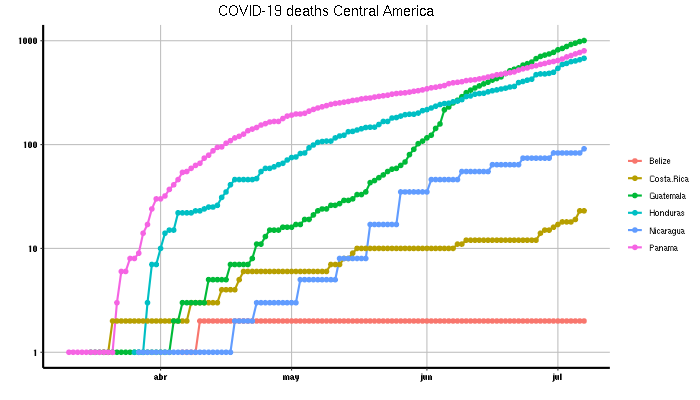 COVID-19 deaths Central America
1000
100
10
1
abr
may
jun
jul
Belize
Costa.Rica
Guatemala
Honduras
Nicaragua
Panama